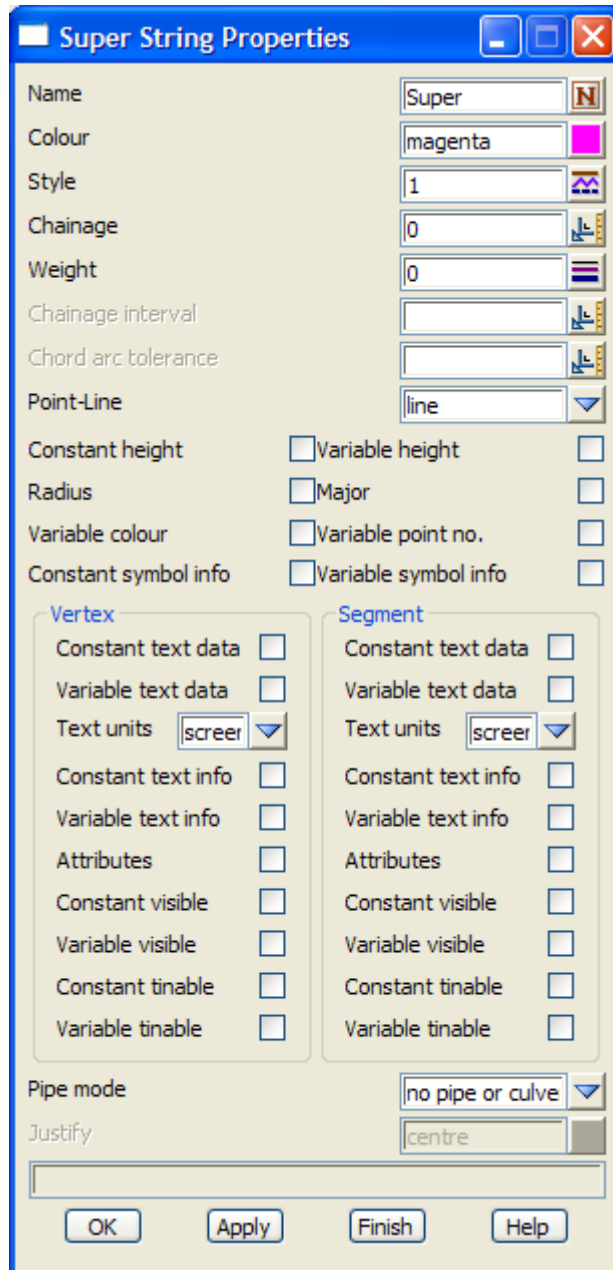 Super String Properties
Name Super N
Colour magenta
Style 1
Chainage 0
Weight 0
Chainage interval
Chord arc tolerance
Point-Line line
Constant height Variable height
Radius Major
Variable colour Variable point no.
Constant symbol info Variable symbol info
Vertex Segment
Constant text data Constant text data
Variable text data Variable text data
Text units screer Text units screer
Constant text info Constant text info
Variable text info Variable text info
Attributes Attributes
Constant visible Constant visible
Variable visible Variable visible
Constant tinable Constant tinable
Variable tinable Variable tinable
Pipe mode no pipe or culve
Justify centre
OK Apply Finish Help